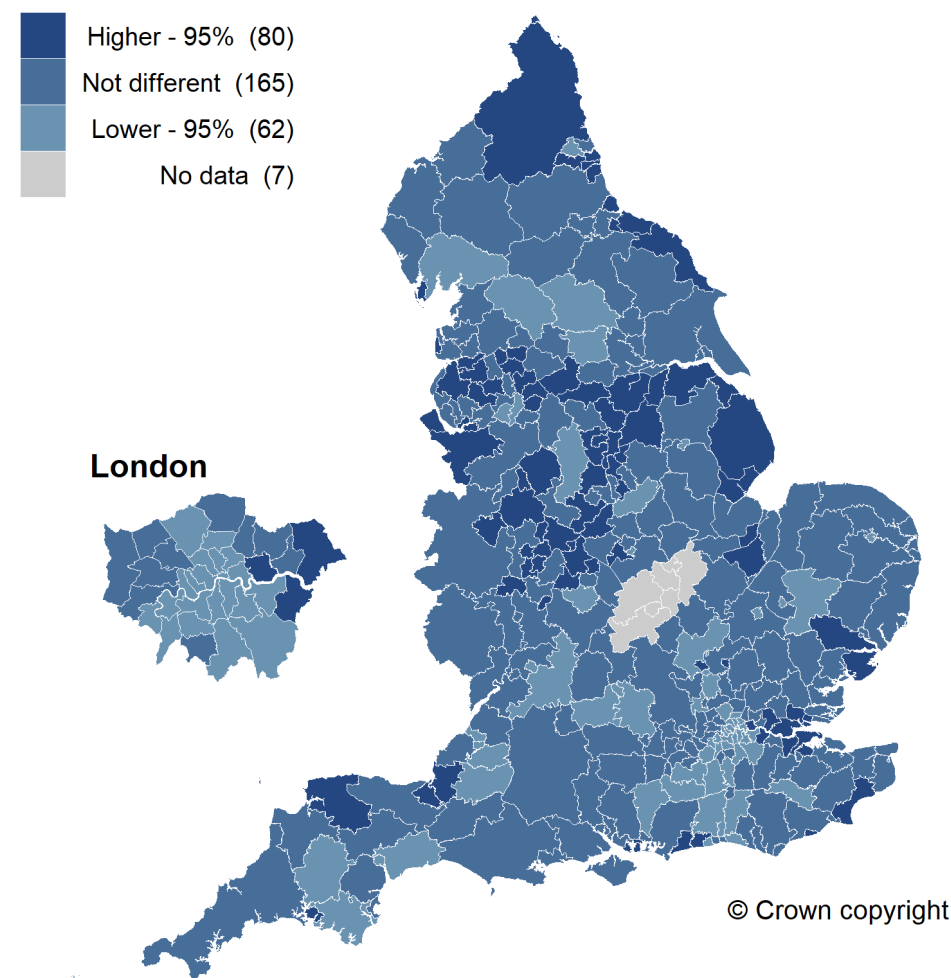 Higher - 95% (80)
Not different (165)
Lower - 95% (62)
No data (7)
London
© Crown copyright